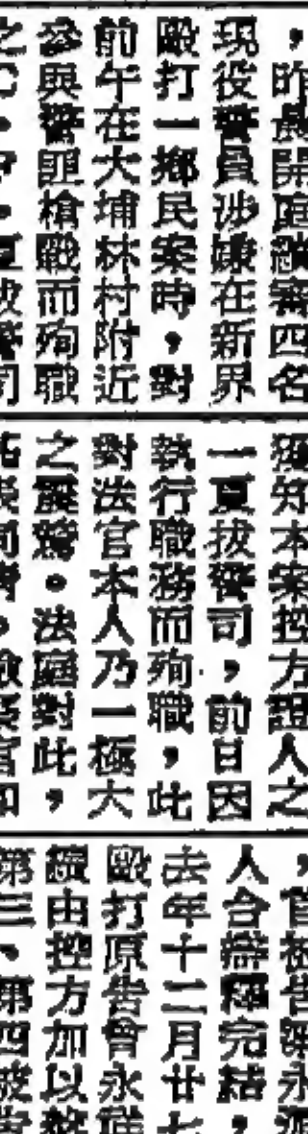 ，昨晨開庭續審四名
現役警員涉嫌在新界
毆打一鄉民案時，對
前午在大埔林村附近
參與警匪槍戰而殉職
獲知本案控方證人之
一夏拔警司，前日因
執行職務而殉職，此
對法官本人乃一極大
之震驚。法庭對此，
人合辯釋完結，
去年十二月廿七
毆打原告曾永
續由控方加以
第三、第四被